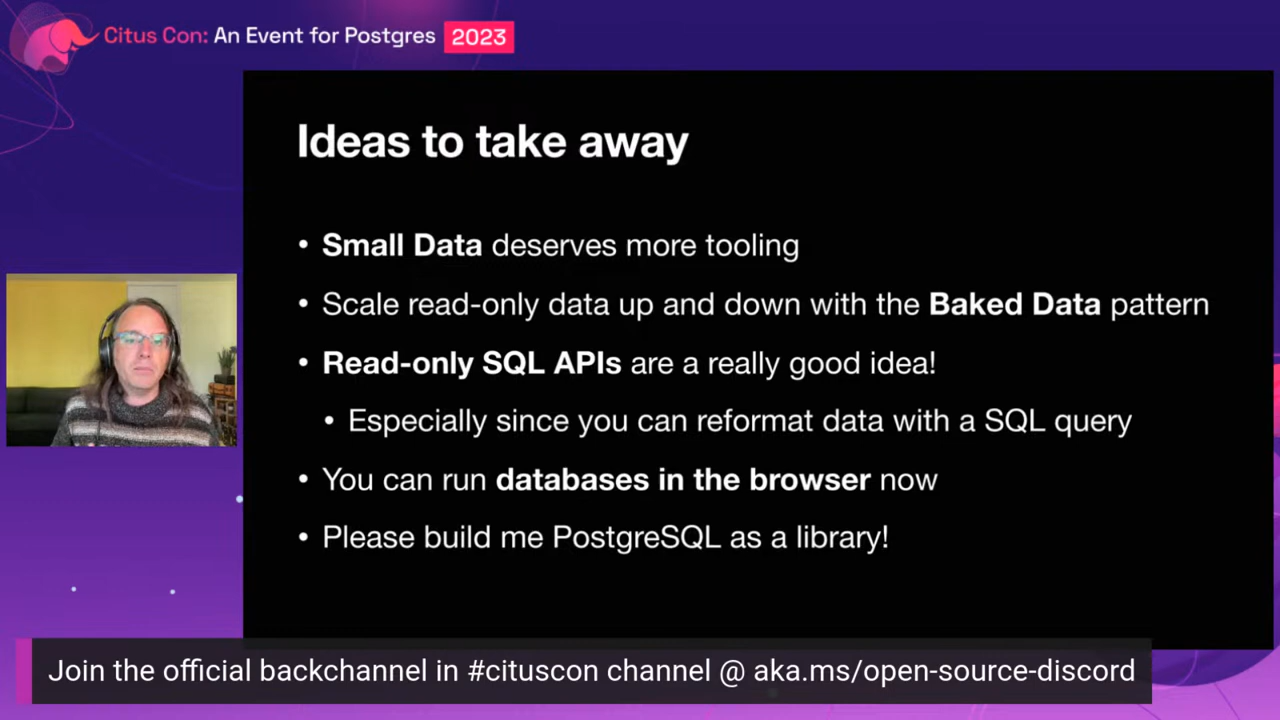 Citus Con: An Event for Postgres 2023
Ideas to take away
• Small Data deserves more tooling
• Scale read-only data up and down with the Baked Data pattern
• Read-only SQL APIs are a really good idea!
• Especially since you can reformat data with a SQL query
• You can run databases in the browser now
• Please build me PostgreSQL as a library!
Join the official backchannel in #cituscon channel @ aka.ms/open-source-discord